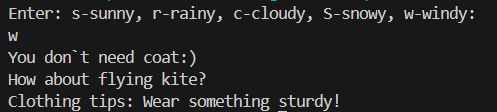 Enter: s-sunny, r-rainy, c-cloudy, S-snowy, w-windy:
w
You don`t need coat:)
How about flying kite?
Clothing tips: Wear something sturdy!